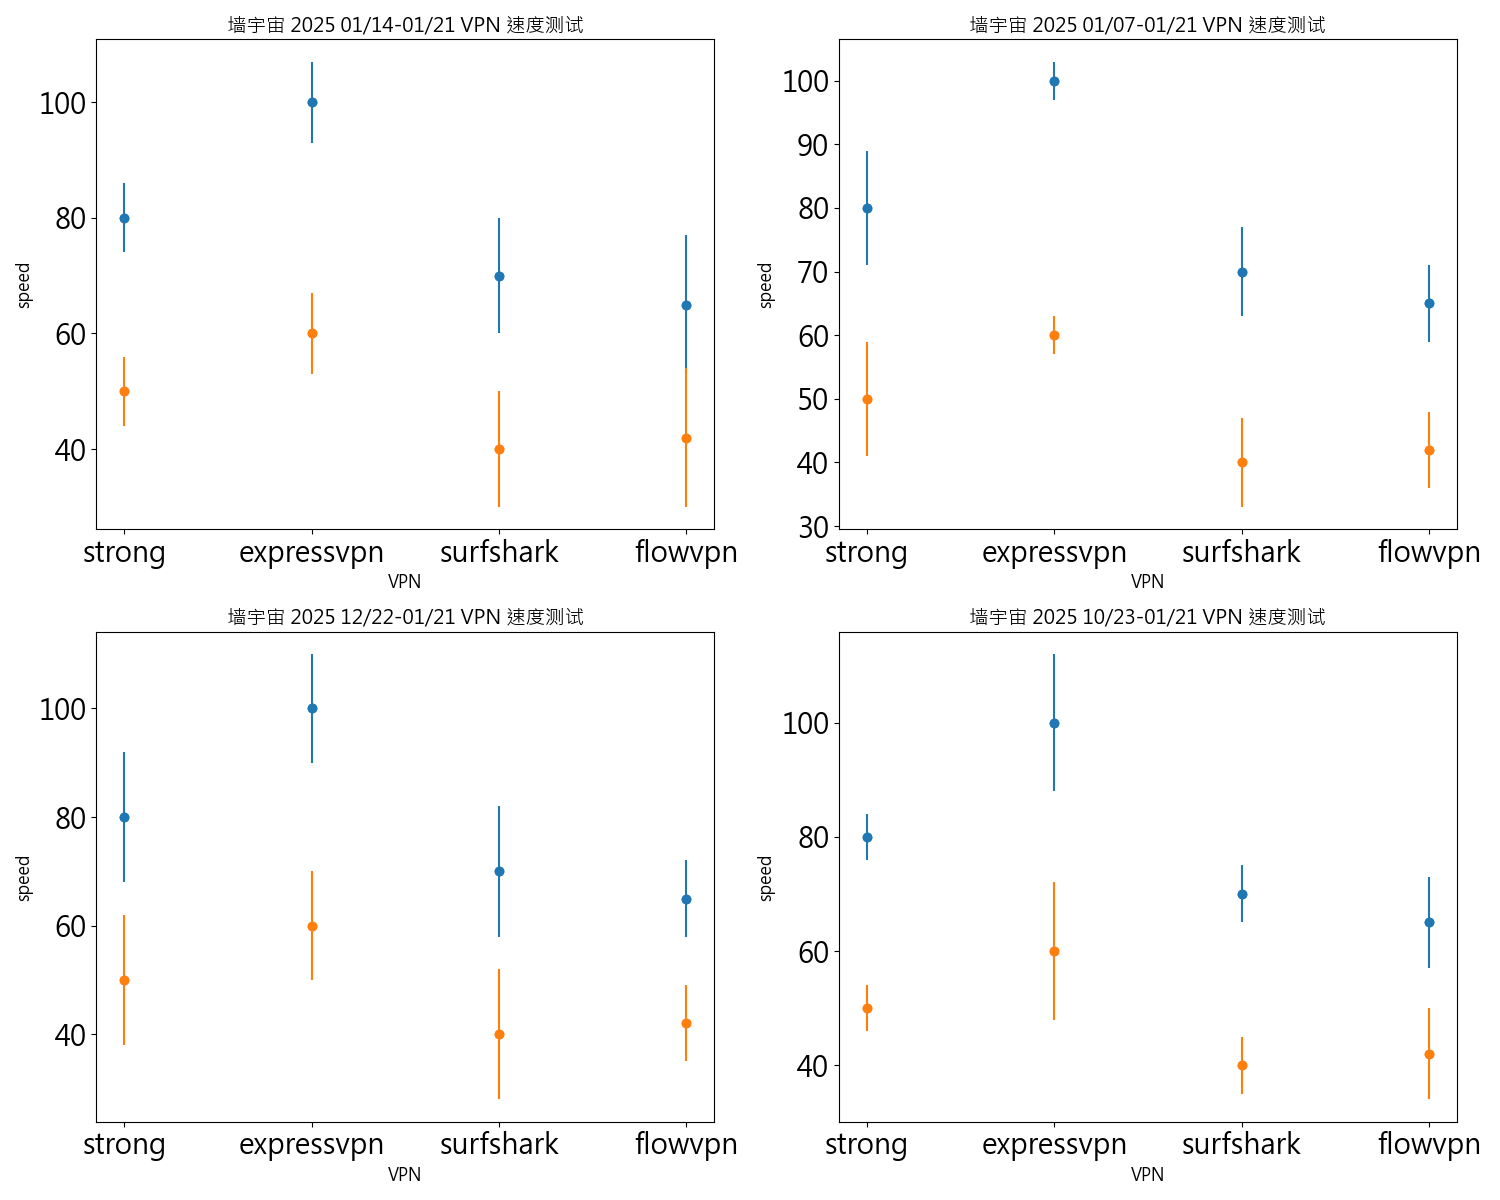 墙宇宙 2025 01/14-01/21 VPN 速度测试
100
80
60
40
speed
strong expressvpn surfshark flowvpn
VPN
墙宇宙 2025 01/07-01/21 VPN 速度测试
100
90
80
70
60
50
40
30
speed
strong expressvpn surfshark flowvpn
VPN
墙宇宙 2025 12/22-01/21 VPN 速度测试
100
80
60
40
speed
strong expressvpn surfshark flowvpn
VPN
墙宇宙 2025 10/23-01/21 VPN 速度测试
100
80
60
40
speed
strong expressvpn surfshark flowvpn
VPN